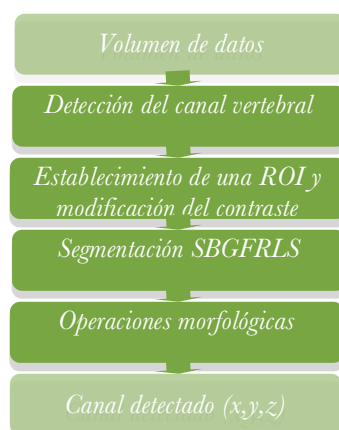 Volumen de datos
Detección del canal vertebral
Establecimiento de una ROI y
modificación del contraste
Segmentación SBGFRLS
Operaciones morfológicas
Canal detectado (x,y,z)